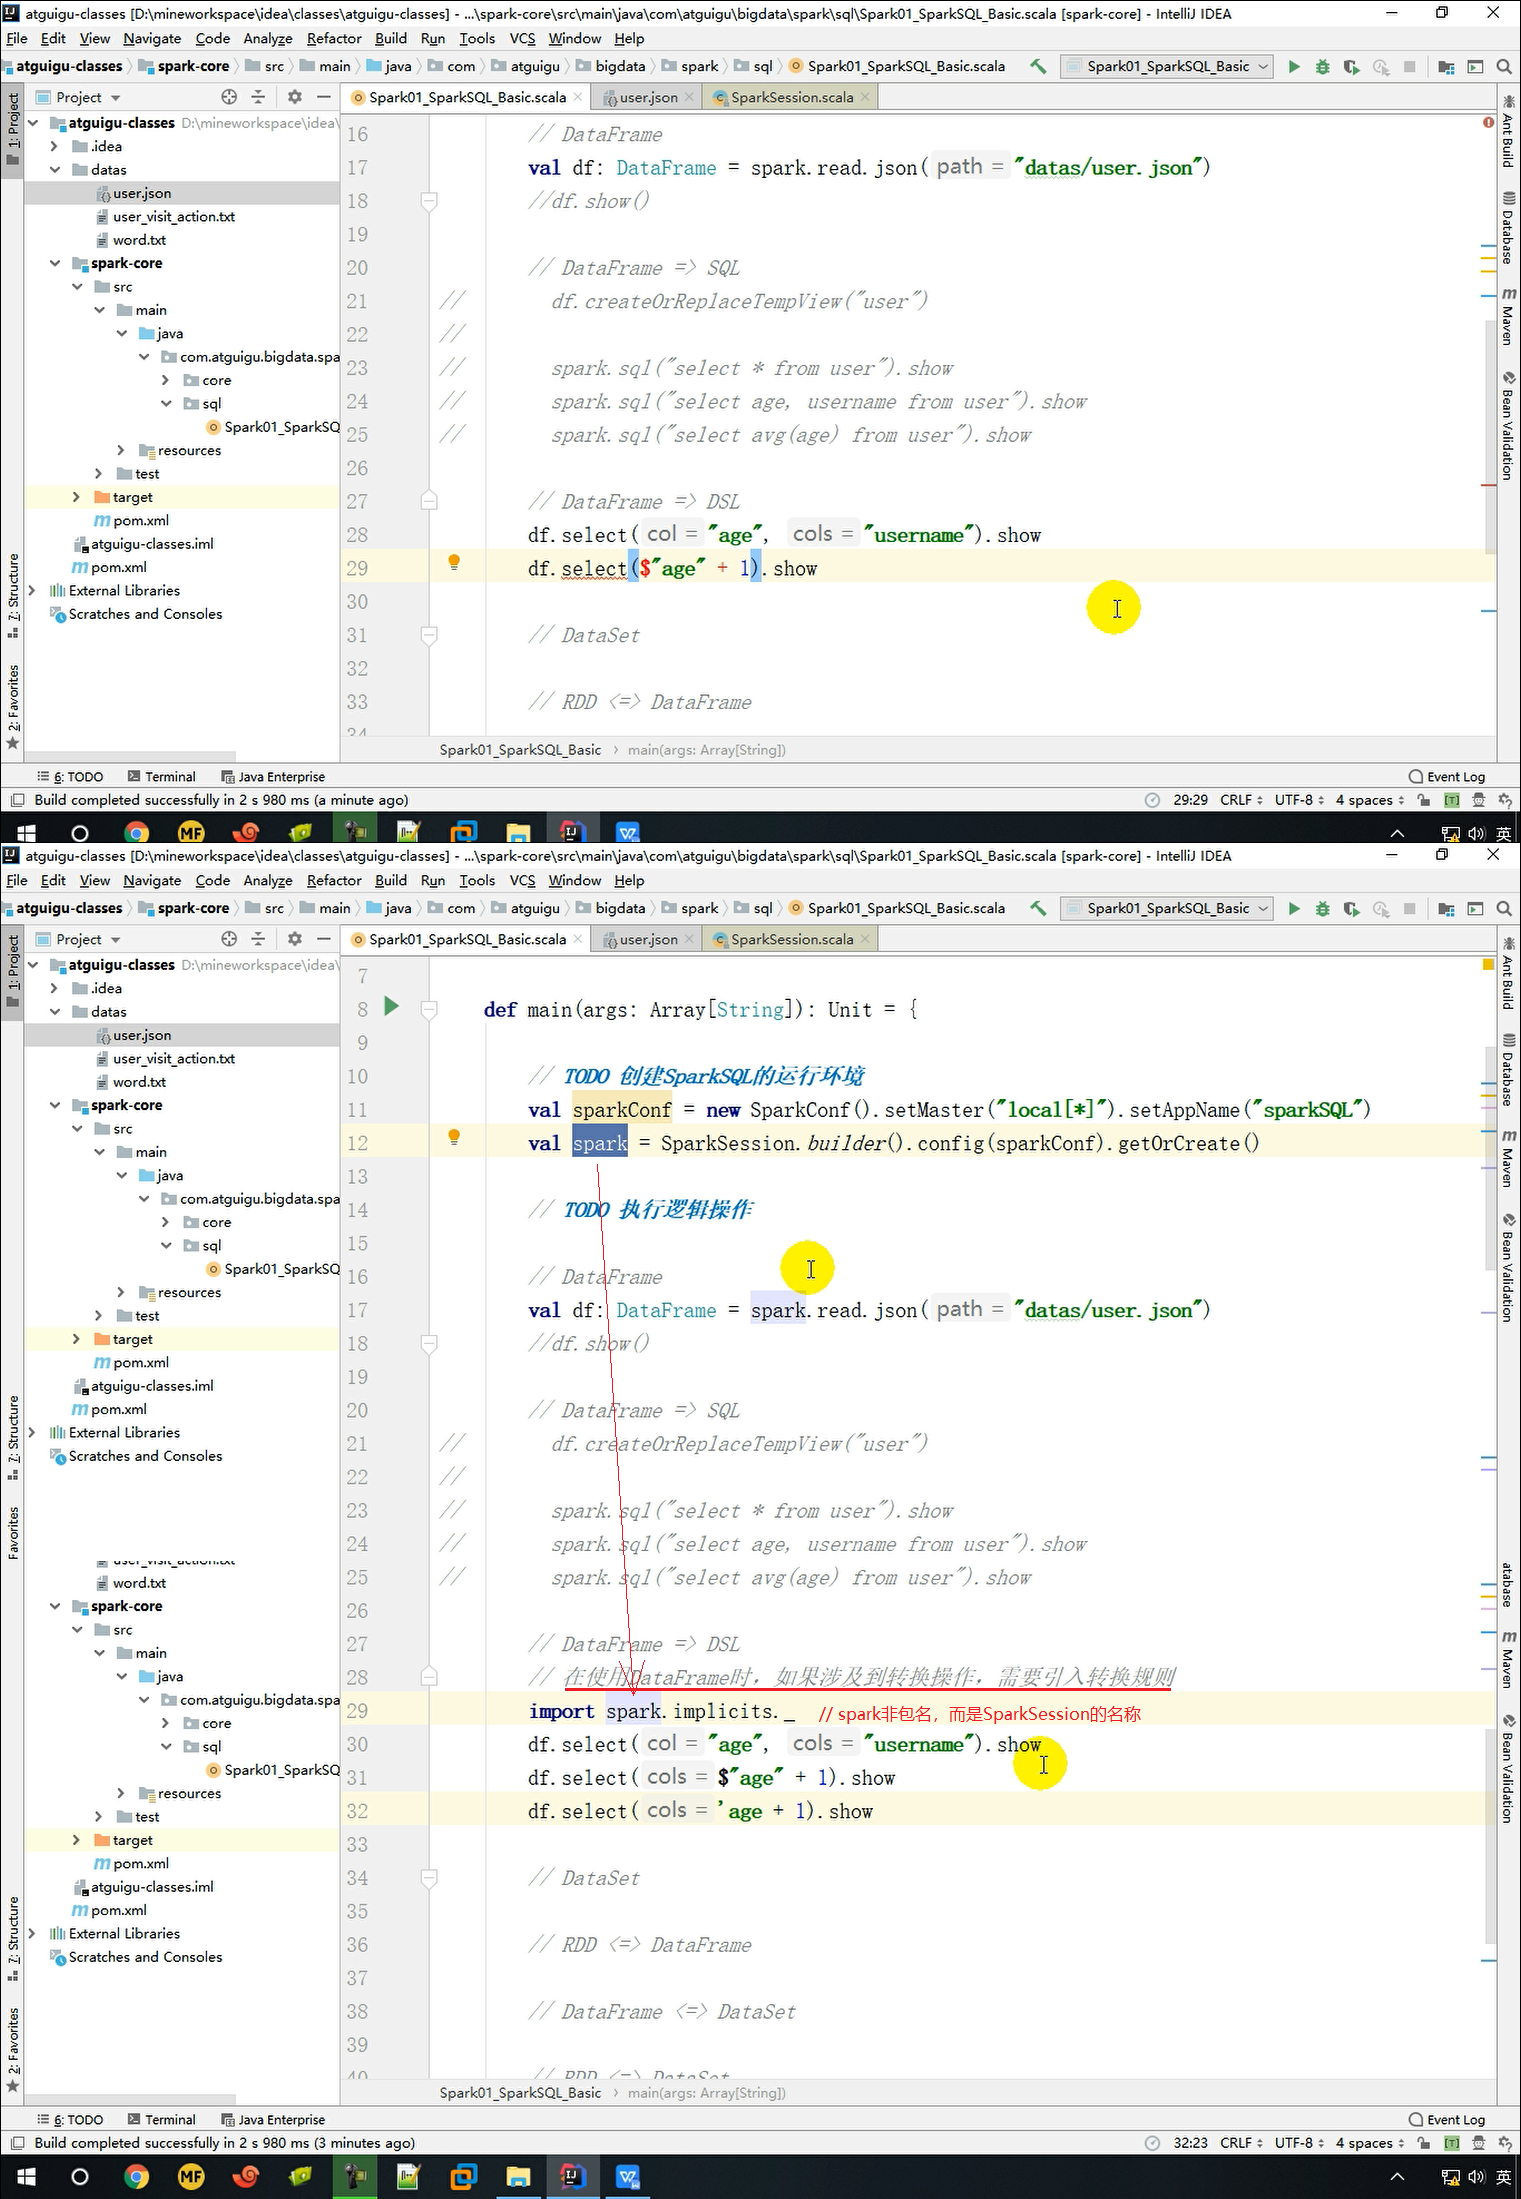 atguigu-classes [D:\mineworkspace\idea\classes\atguigu-classes] - ...\spark-core\src\main\java\com\atguigu\bigdata\spark\sql\Spark01_SparkSQL_Basic.scala [spark-core] - IntelliJ IDEA
File Edit View Navigate Code Analyze Refactor Build Run Tools VCS Window Help
atguigu-classes spark-core src main java com atguigu bigdata spark sql Spark01_SparkSQL_Basic.scala Spark01_SparkSQL_Basic
Project Spark01_SparkSQL_Basic.scala user.json SparkSession.scala
1: Project
7: Structure
2: Favorites
Ant Build
Database
Maven
Bean Validation
atguigu-classes D:\mineworkspace\idea\
.idea
datas
user.json
user_visit_action.txt
word.txt
spark-core
src
main
java
com.atguigu.bigdata.spa
core
sql
Spark01_SparkSQ
resources
test
target
pom.xml
atguigu-classes.iml
pom.xml
External Libraries
Scratches and Consoles
16 // DataFrame
17 val df: DataFrame = spark.read.json( path = "datas/user.json")
18 //df.show()
19
20 // DataFrame => SQL
21 // df.createOrReplaceTempView("user")
22 //
23 // spark.sql("select * from user").show
24 // spark.sql("select age, username from user").show
25 // spark.sql("select avg(age) from user").show
26
27 // DataFrame => DSL
28 df.select( col = "age", cols = "username").show
29 df.select($"age" + 1).show
30
31 // DataSet
32
33 // RDD <=> DataFrame
34
Spark01_SparkSQL_Basic › main(args: Array[String])
6: TODO Terminal Java Enterprise Event Log
Build completed successfully in 2 s 980 ms (a minute ago) 29:29 CRLF UTF-8 4 spaces
英
atguigu-classes [D:\mineworkspace\idea\classes\atguigu-classes] - ...\spark-core\src\main\java\com\atguigu\bigdata\spark\sql\Spark01_SparkSQL_Basic.scala [spark-core] - IntelliJ IDEA
File Edit View Navigate Code Analyze Refactor Build Run Tools VCS Window Help
atguigu-classes spark-core src main java com atguigu bigdata spark sql Spark01_SparkSQL_Basic.scala Spark01_SparkSQL_Basic
Project Spark01_SparkSQL_Basic.scala user.json SparkSession.scala
1: Project
7: Structure
Favorites
Ant Build
Database
Maven
Bean Validation
atguigu-classes D:\mineworkspace\idea\
.idea
datas
user.json
user_visit_action.txt
word.txt
spark-core
src
main
java
com.atguigu.bigdata.spa
core
sql
Spark01_SparkSQ
resources
test
target
pom.xml
atguigu-classes.iml
pom.xml
External Libraries
Scratches and Consoles
7
8 def main(args: Array[String]): Unit = {
9
10 // TODO 创建SparkSQL的运行环境
11 val sparkConf = new SparkConf().setMaster("local[*]").setAppName("sparkSQL")
12 val spark = SparkSession.builder().config(sparkConf).getOrCreate()
13
14 // TODO 执行逻辑操作
15
16 // DataFrame
17 val df: DataFrame = spark.read.json( path = "datas/user.json")
18 //df.show()
19
20 // DataFrame => SQL
21 // df.createOrReplaceTempView("user")
22 //
23 // spark.sql("select * from user").show
24 // spark.sql("select age, username from user").show
25 // spark.sql("select avg(age) from user").show
26
27 // DataFrame => DSL
28 // 在使用DataFrame时，如果涉及到转换操作，需要引入转换规则
29 import spark.implicits._ // spark非包名，而是SparkSession的名称
30 df.select( col = "age", cols = "username").show
31 df.select( cols = $"age" + 1).show
32 df.select( cols = 'age + 1).show
33
34 // DataSet
35
36 // RDD <=> DataFrame
37
38 // DataFrame <=> DataSet
39
40 // RDD <=> DataSet
user_visit_action.txt
word.txt
spark-core
src
main
java
com.atguigu.bigdata.spa
core
sql
Spark01_SparkSQ
resources
test
target
pom.xml
atguigu-classes.iml
pom.xml
External Libraries
Scratches and Consoles
7: Structure
2: Favorites
atabase
Maven
Bean Validation
Spark01_SparkSQL_Basic › main(args: Array[String])
6: TODO Terminal Java Enterprise Event Log
Build completed successfully in 2 s 980 ms (3 minutes ago) 32:23 CRLF UTF-8 4 spaces
英